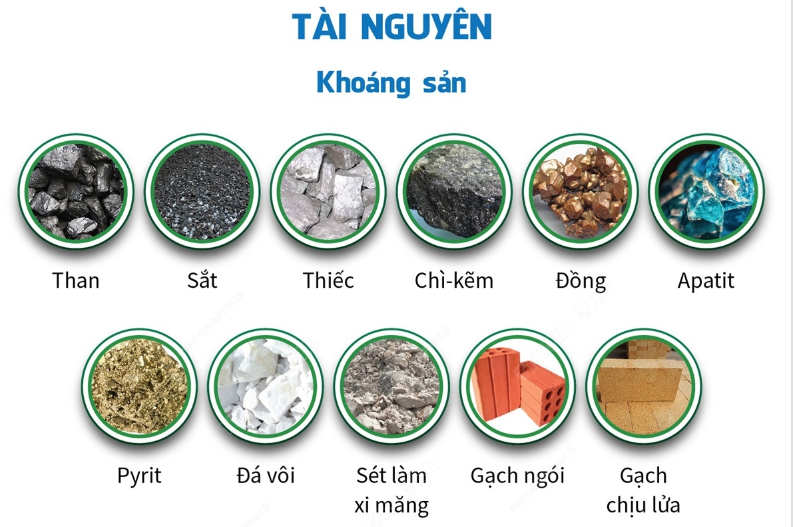 TÀI NGUYÊN
Khoáng sản
Than
Sắt
Thiếc
Chì-kẽm
Đồng
Apatit
Pyrit
Đá vôi
Sét làm
xi măng
Gạch ngói
Gạch
chịu lửa